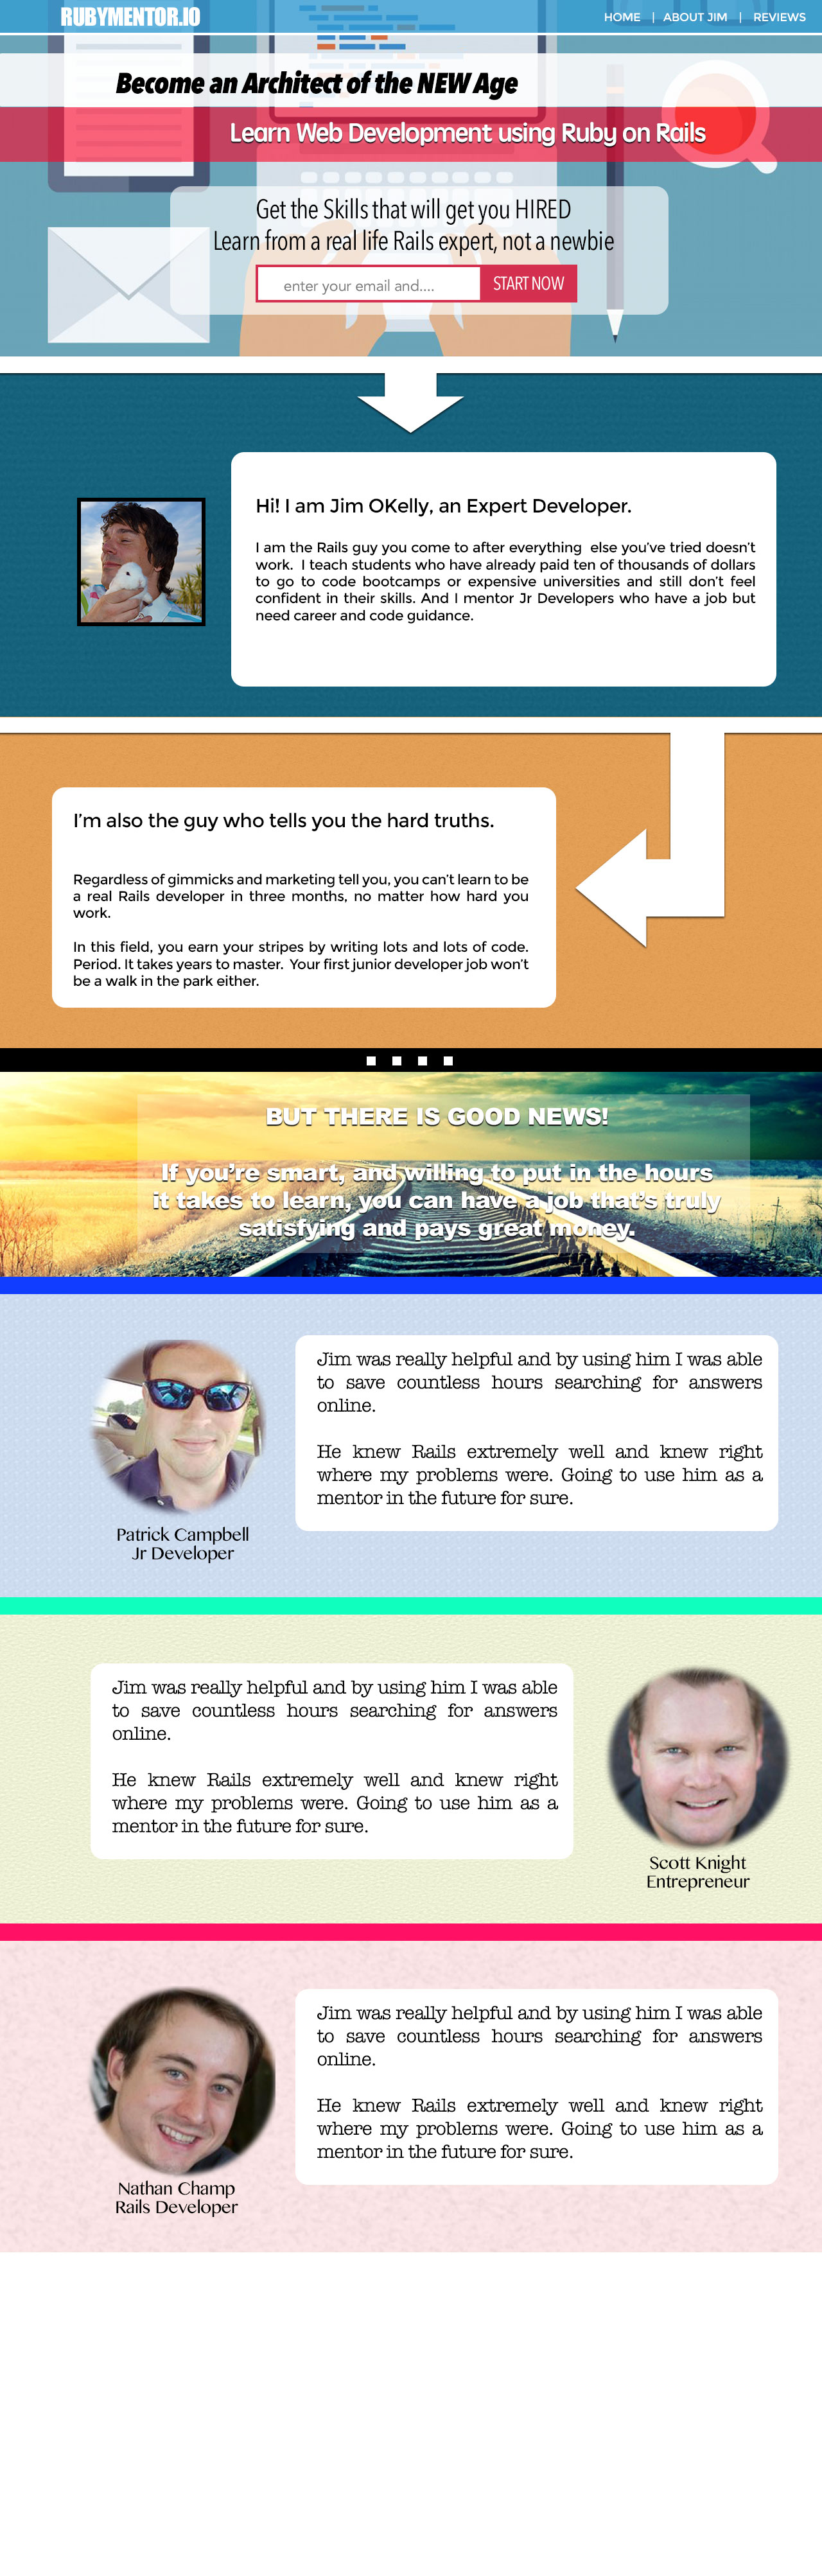 RUBYMENTOR.IO
HOME | ABOUT JIM | REVIEWS
Become an Architect of the NEW Age
Learn Web Development using Ruby on Rails
Get the Skills that will get you HIRED
Learn from a real life Rails expert, not a newbie
enter your email and....
START NOW
Hi! I am Jim OKelly, an Expert Developer.
I am the Rails guy you come to after everything else you've tried doesn't
work. I teach students who have already paid ten of thousands of dollars
to go to code bootcamps or expensive universities and still don't feel
confident in their skills. And I mentor Jr Developers who have a job but
need career and code guidance.
I'm also the guy who tells you the hard truths.
Regardless of gimmicks and marketing tell you, you can't learn to be
a real Rails developer in three months, no matter how hard you
work.
In this field, you earn your stripes by writing lots and lots of code.
Period. It takes years to master. Your first junior developer job won't
be a walk in the park either.
BUT THERE IS GOOD NEWS!
If you're smart, and willing to put in the hours
it takes to learn, you can have a job that's truly
satisfying and pays great money.
Jim was really helpful and by using him I was able
to save countless hours searching for answers
online.
He knew Rails extremely well and knew right
where my problems were. Going to use him as a
mentor in the future for sure.
Patrick Campbell
Jr Developer
Jim was really helpful and by using him I was able
to save countless hours searching for answers
online.
He knew Rails extremely well and knew right
where my problems were. Going to use him as a
mentor in the future for sure.
Scott Knight
Entrepreneur
Jim was really helpful and by using him I was able
to save countless hours searching for answers
online.
He knew Rails extremely well and knew right
where my problems were. Going to use him as a
mentor in the future for sure.
Nathan Champ
Rails Developer